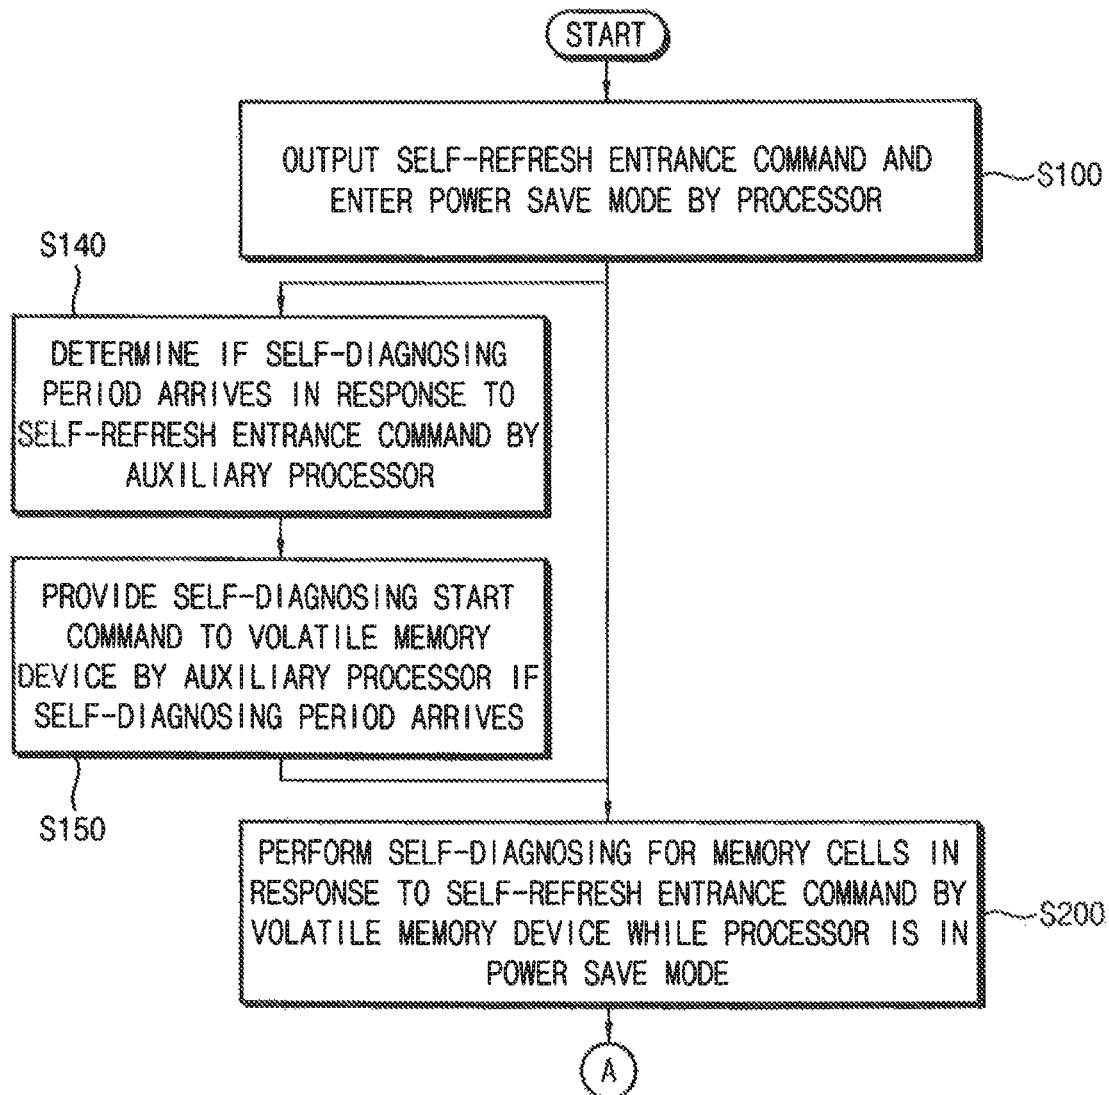 START
OUTPUT SELF-REFRESH ENTRANCE COMMAND AND
ENTER POWER SAVE MODE BY PROCESSOR
S100
S140
DETERMINE IF SELF-DIAGNOSING
PERIOD ARRIVES IN RESPONSE TO
SELF-REFRESH ENTRANCE COMMAND BY
AUXILIARY PROCESSOR
PROVIDE SELF-DIAGNOSING START
COMMAND TO VOLATILE MEMORY
DEVICE BY AUXILIARY PROCESSOR IF
SELF-DIAGNOSING PERIOD ARRIVES
S150
PERFORM SELF-DIAGNOSING FOR MEMORY CELLS IN
RESPONSE TO SELF-REFRESH ENTRANCE COMMAND BY
VOLATILE MEMORY DEVICE WHILE PROCESSOR IS IN
POWER SAVE MODE
S200
A